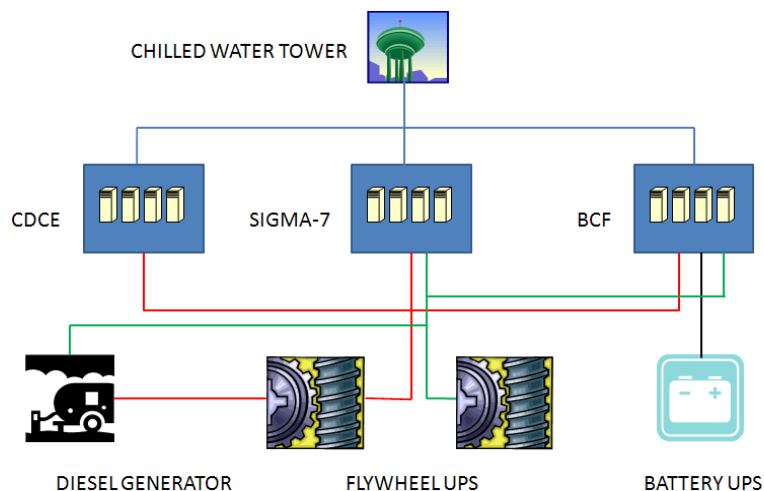 CHILLED WATER TOWER
CDCE
SIGMA-7
BCF
DIESEL GENERATOR
FLYWHEEL UPS
BATTERY UPS